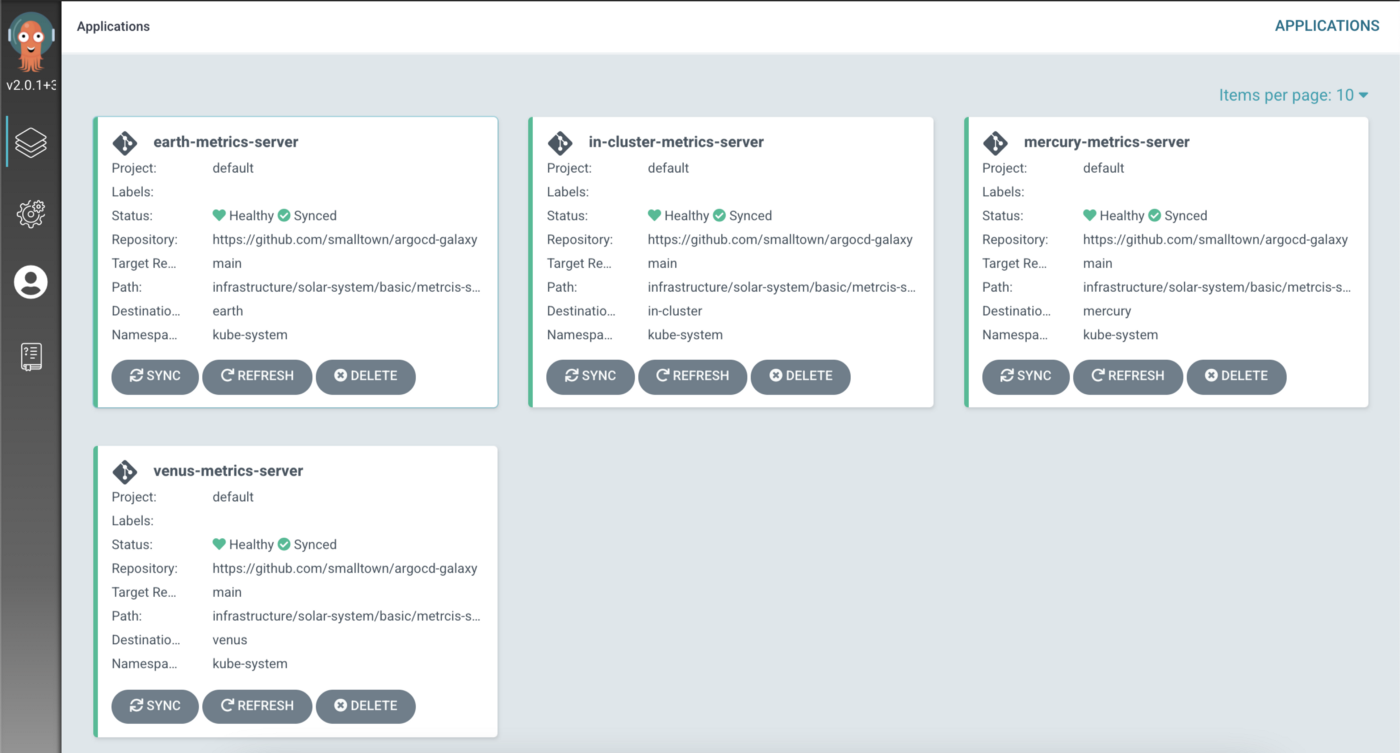 Applications
APPLICATIONS
v2.0.1+3
Items per page: 10
earth-metrics-server
Project: default
Labels:
Status: Healthy Synced
Repository: https://github.com/smalltown/argocd-galaxy
Target Re... main
Path: infrastructure/solar-system/basic/metrcis-s...
Destinatio... earth
Namespa... kube-system
SYNC REFRESH DELETE
in-cluster-metrics-server
Project: default
Labels:
Status: Healthy Synced
Repository: https://github.com/smalltown/argocd-galaxy
Target Re... main
Path: infrastructure/solar-system/basic/metrcis-s...
Destinatio... in-cluster
Namespa... kube-system
SYNC REFRESH DELETE
mercury-metrics-server
Project: default
Labels:
Status: Healthy Synced
Repository: https://github.com/smalltown/argocd-galaxy
Target Re... main
Path: infrastructure/solar-system/basic/metrcis-s...
Destinatio... mercury
Namespa... kube-system
SYNC REFRESH DELETE
venus-metrics-server
Project: default
Labels:
Status: Healthy Synced
Repository: https://github.com/smalltown/argocd-galaxy
Target Re... main
Path: infrastructure/solar-system/basic/metrcis-s...
Destinatio... venus
Namespa... kube-system
SYNC REFRESH DELETE